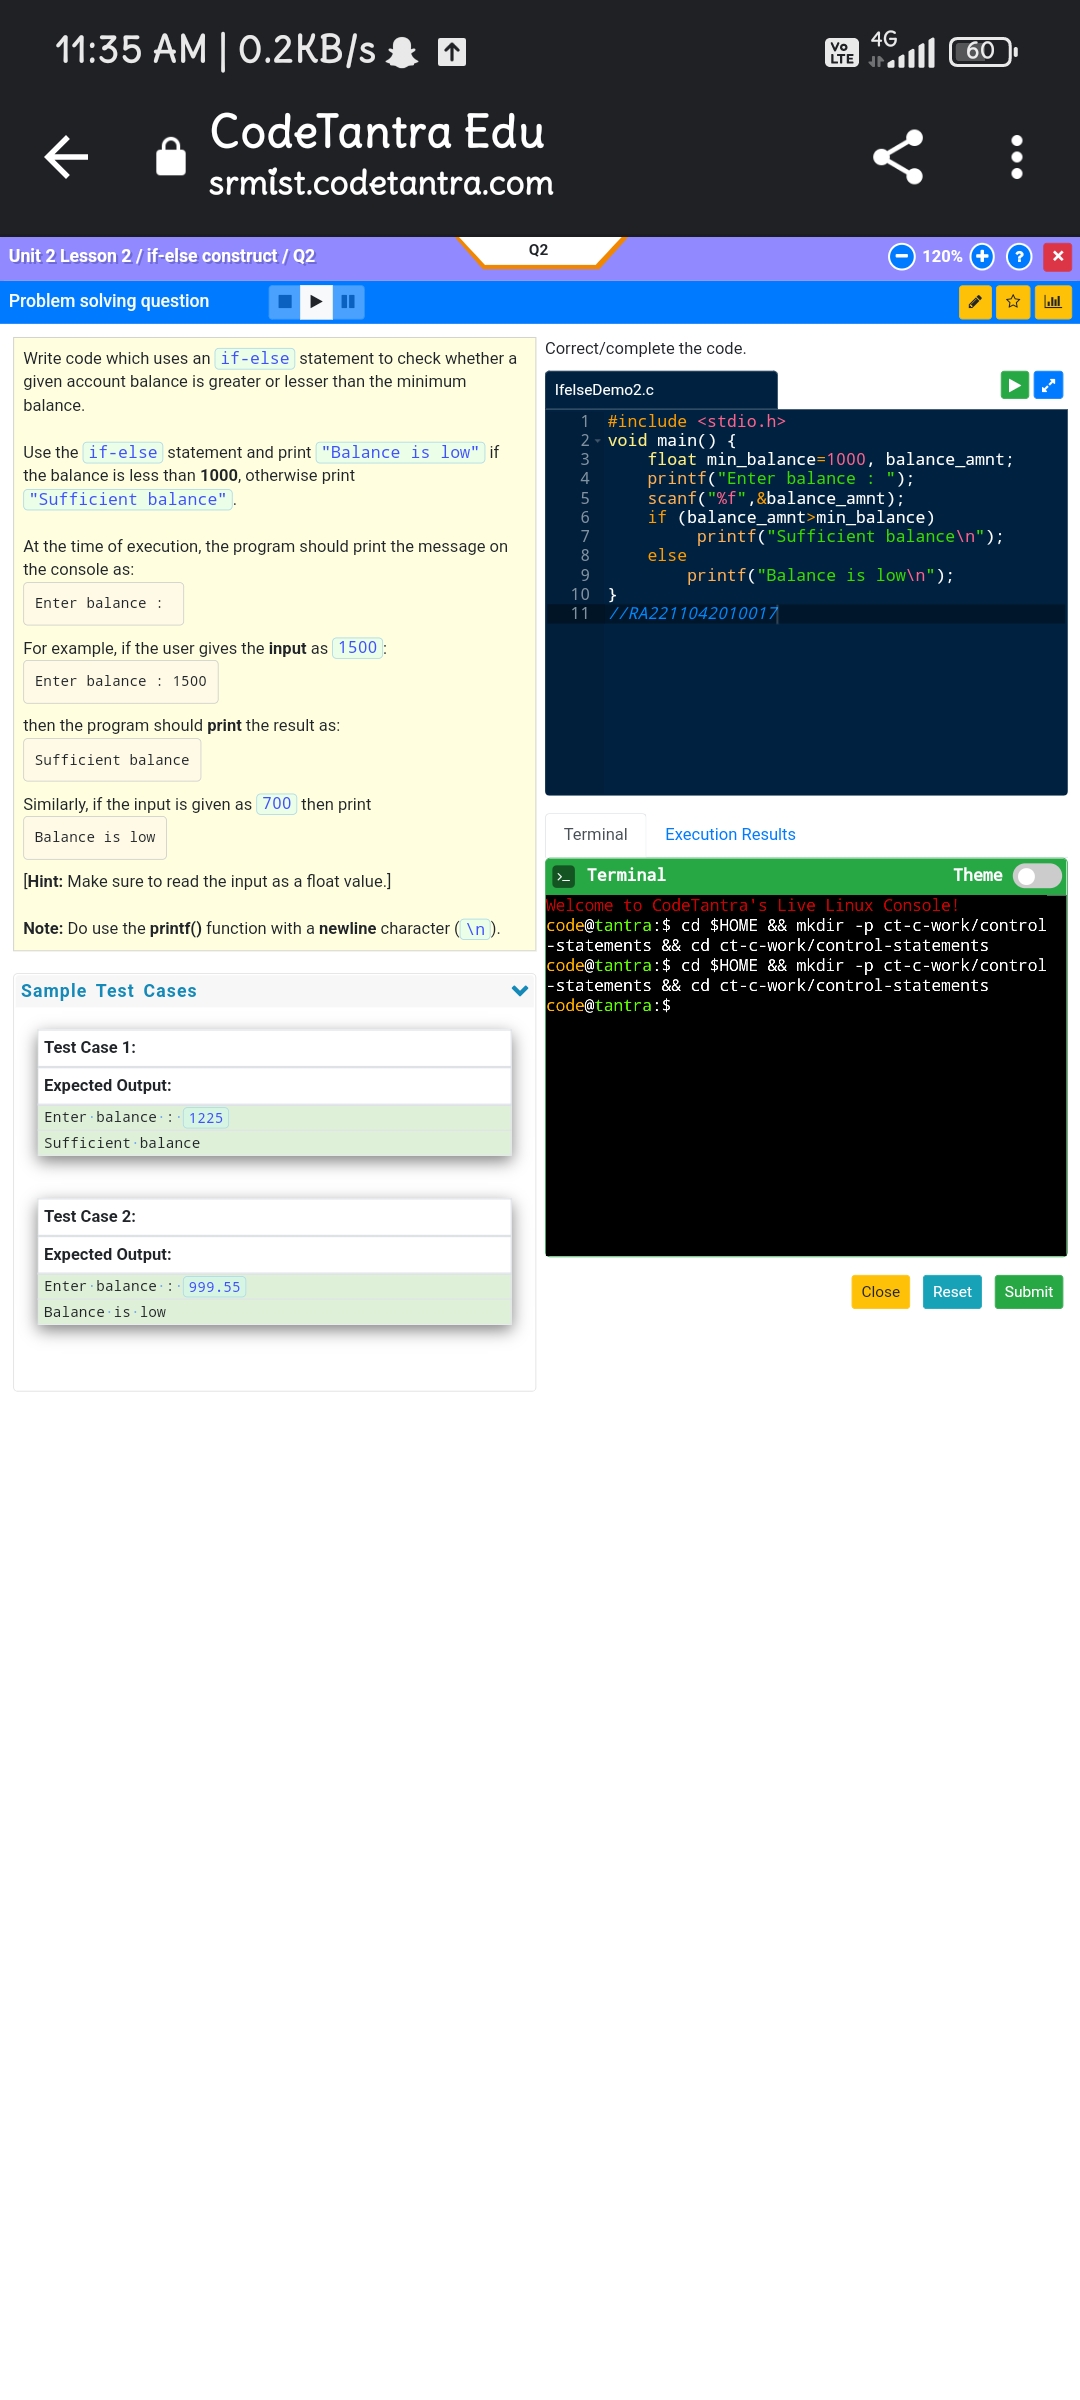 11:35 AM | 0.2KB/s
Vo LTE 4G 60
CodeTantra Edu
srmist.codetantra.com
Unit 2 Lesson 2 / if-else construct / Q2
Q2
120%
?
Problem solving question
Write code which uses an if-else statement to check whether a
given account balance is greater or lesser than the minimum
balance.
Use the if-else statement and print "Balance is low" if
the balance is less than 1000, otherwise print
"Sufficient balance".
At the time of execution, the program should print the message on
the console as:
Enter balance :
For example, if the user gives the input as 1500:
Enter balance : 1500
then the program should print the result as:
Sufficient balance
Similarly, if the input is given as 700 then print
Balance is low
[Hint: Make sure to read the input as a float value.]
Note: Do use the printf() function with a newline character (\n).
Sample Test Cases
Test Case 1:
Expected Output:
Enter·balance·:·1225
Sufficient·balance
Test Case 2:
Expected Output:
Enter·balance·:·999.55
Balance·is·low
Correct/complete the code.
IfelseDemo2.c
1 #include <stdio.h>
2 void main() {
3 float min_balance=1000, balance_amnt;
4 printf("Enter balance : ");
5 scanf("%f",&balance_amnt);
6 if (balance_amnt>min_balance)
7 printf("Sufficient balance\n");
8 else
9 printf("Balance is low\n");
10 }
11 //RA2211042010017
Terminal Execution Results
>_ Terminal Theme
Welcome to CodeTantra's Live Linux Console!
code@tantra:$ cd $HOME && mkdir -p ct-c-work/control
-statements && cd ct-c-work/control-statements
code@tantra:$ cd $HOME && mkdir -p ct-c-work/control
-statements && cd ct-c-work/control-statements
code@tantra:$
Close Reset Submit